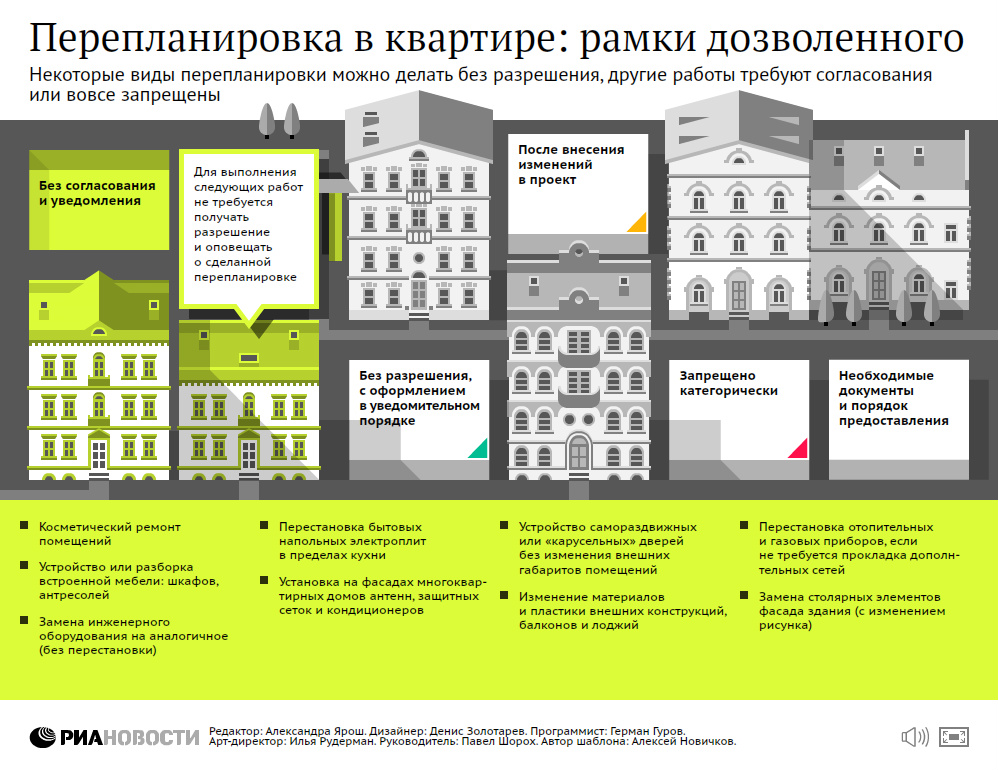 Перепланировка в квартире: рамки дозволенного
Некоторые виды перепланировки можно делать без разрешения, другие работы требуют согласования
или вовсе запрещены
Без согласования
и уведомления
Для выполнения
следующих работ
не требуется
получать
разрешение
и оповещать
о сделанной
перепланировке
После внесения
изменений
в проект
Без разрешения,
с оформлением
в уведомительном
порядке
Запрещено
категорически
Необходимые
документы
и порядок
предоставления
Косметический ремонт
помещений
Устройство или разборка
встроенной мебели: шкафов,
антресолей
Замена инженерного
оборудования на аналогичное
(без перестановки)
Перестановка бытовых
напольных электроплит
в пределах кухни
Установка на фасадах многоквар-
тирных домов антенн, защитных
сеток и кондиционеров
Устройство самораздвижных
или «карусельных» дверей
без изменения внешних
габаритов помещений
Изменение материалов
и пластики внешних конструкций,
балконов и лоджий
Перестановка отопительных
и газовых приборов, если
не требуется прокладка дополн-
тельных сетей
Замена столярных элементов
фасада здания (с изменением
рисунка)
РИАНОВОСТИ
Редактор: Александра Ярош. Дизайнер: Денис Золотарев. Программист: Герман Гуров.
Арт-директор: Илья Рудерман. Руководитель: Павел Шорох. Автор шаблона: Алексей Новичков.